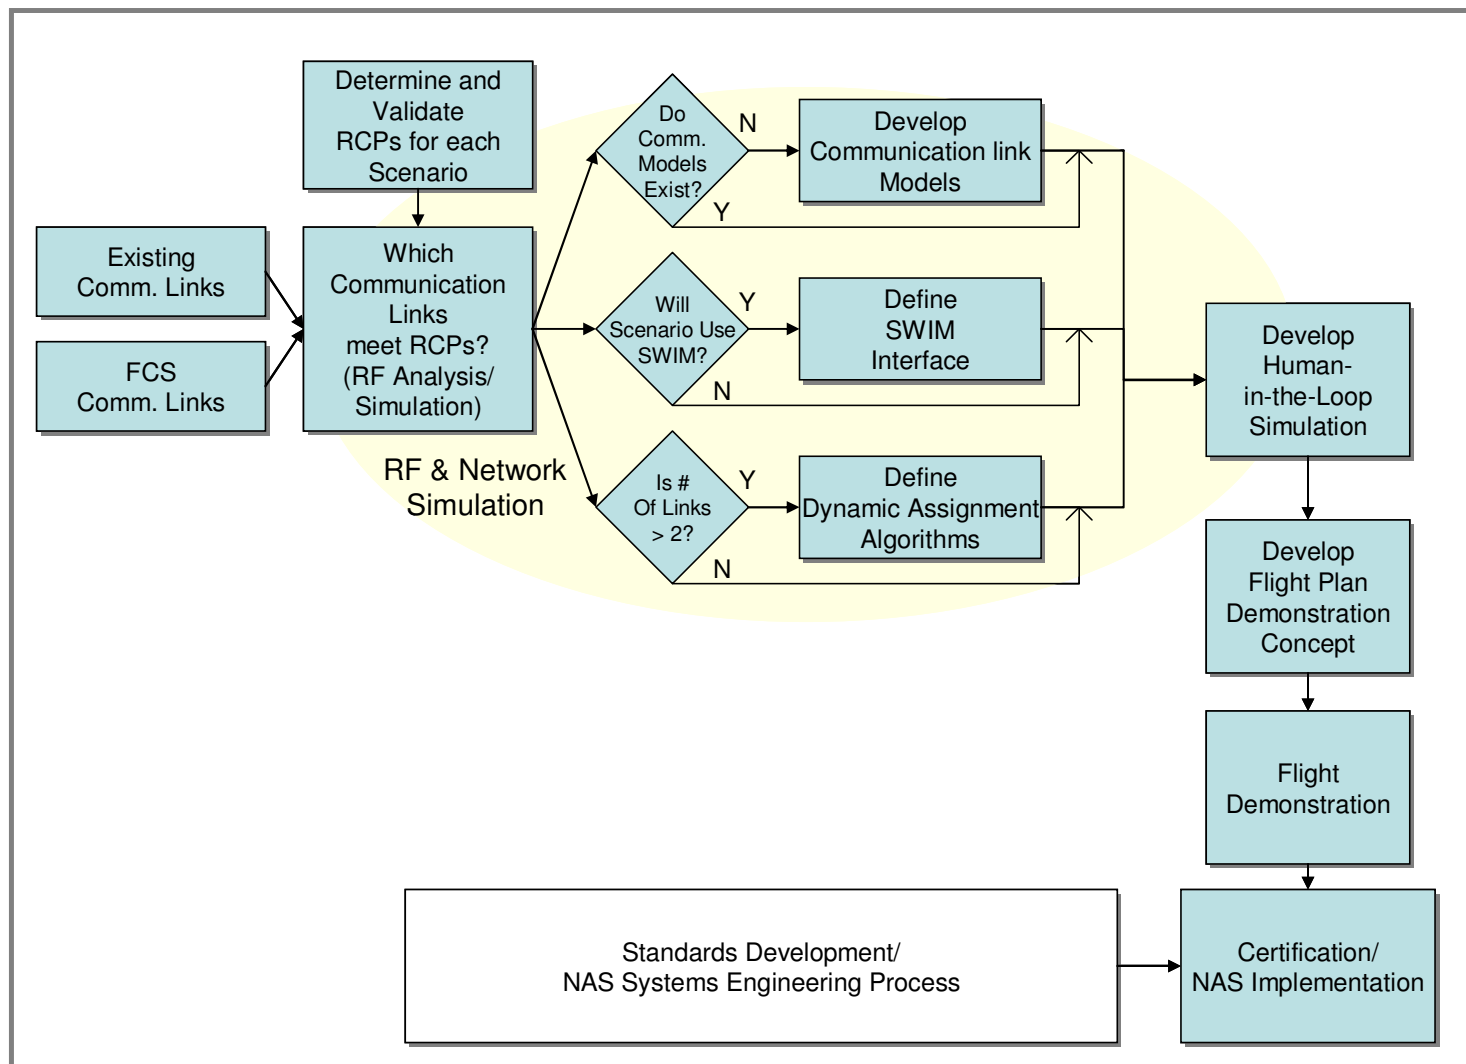 Determine and
Validate
RCPs for each
Scenario
Existing
Comm. Links
FCS
Comm. Links
Which
Communication
Links
meet RCPs?
(RF Analysis/
Simulation)
RF & Network
Simulation
Do
Comm.
Models
Exist?
N
Y
Develop
Communication link
Models
Will
Scenario Use
SWIM?
Y
N
Define
SWIM
Interface
Is #
Of Links
> 2?
Y
N
Define
Dynamic Assignment
Algorithms
Develop
Human-
in-the-Loop
Simulation
Develop
Flight Plan
Demonstration
Concept
Flight
Demonstration
Standards Development/
NAS Systems Engineering Process
Certification/
NAS Implementation